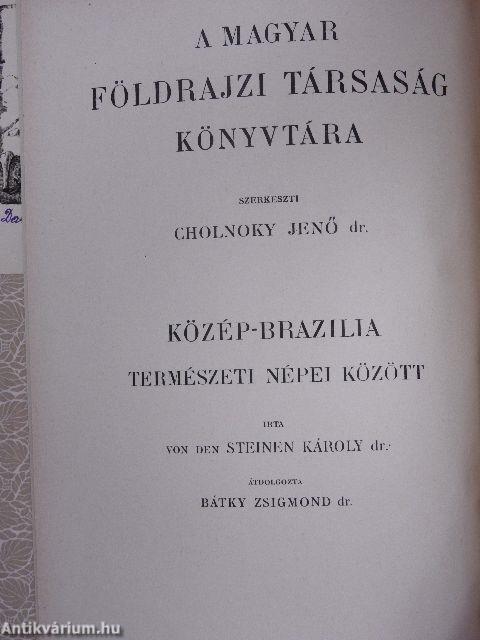 A MAGYAR
FÖLDRAJZI TÁRSASÁG
KÖNYVTÁRA
SZERKESZTI
CHOLNOKY JENŐ dr.
KÖZÉP-BRAZILIA
TERMÉSZETI NÉPEI KÖZÖTT
IRTA
VON DEN STEINEN KÁROLY dr.
ÁTDOLGOZTA
BÁTKY ZSIGMOND dr.
Antikvárium.hu